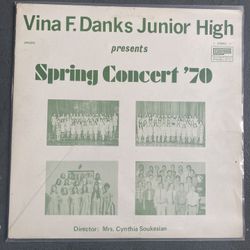 Vina F. Danks Junior High
presents
Spring Concert '70
Director: Mrs. Cynthia Soukesian